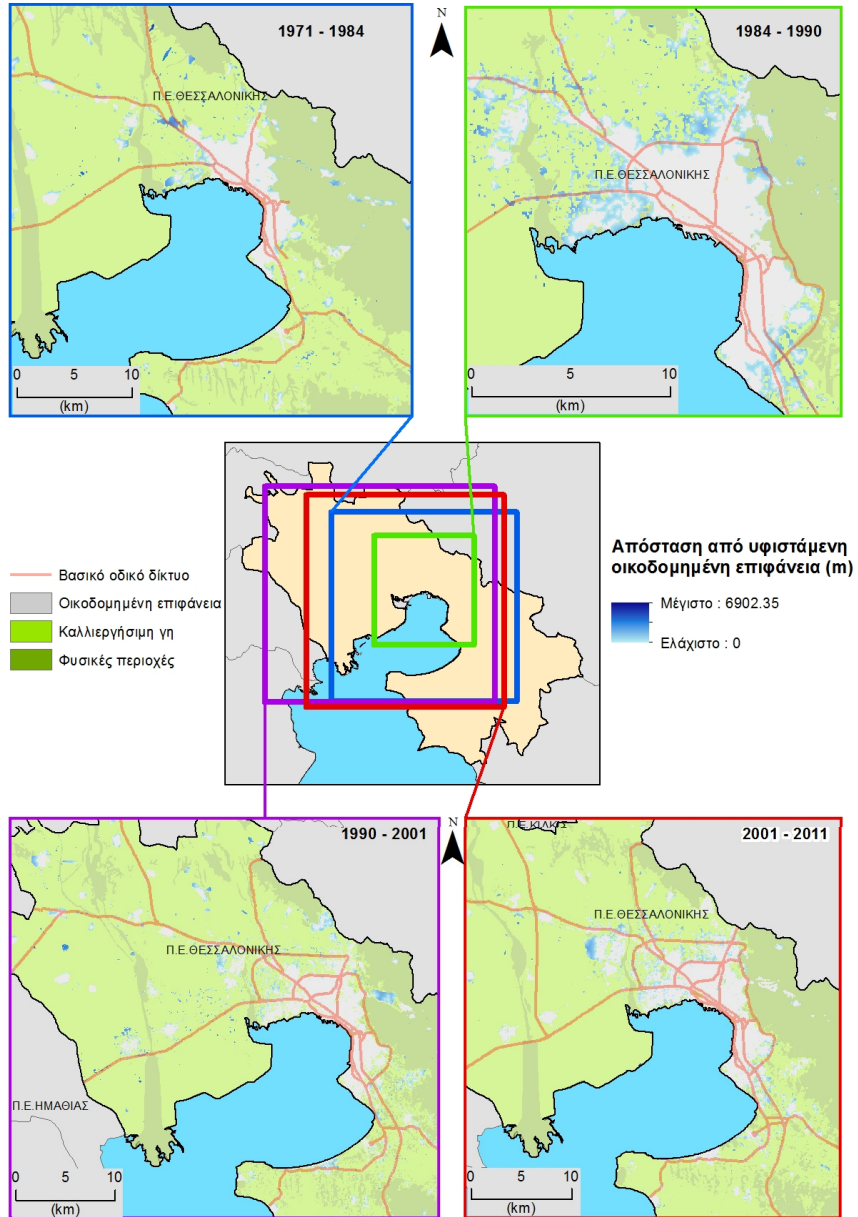 1971 - 1984
Π.Ε.ΘΕΣΣΑΛΟΝΙΚΗΣ
0 5 10
(km)
N
1984 - 1990
Π.Ε.ΘΕΣΣΑΛΟΝΙΚΗΣ
0 5 10
(km)
Βασικό οδικό δίκτυο
Οικοδομημένη επιφάνεια
Καλλιεργήσιμη γη
Φυσικές περιοχές
Απόσταση από υφιστάμενη
οικοδομημένη επιφάνεια (m)
Μέγιστο : 6902.35
Ελάχιστο : 0
1990 - 2001
Π.Ε.ΘΕΣΣΑΛΟΝΙΚΗΣ
Π.Ε.ΗΜΑΘΙΑΣ
0 5 10
(km)
N
Π.Ε.ΚΙΛΚΙΣ
2001 - 2011
Π.Ε.ΘΕΣΣΑΛΟΝΙΚΗΣ
0 5 10
(km)